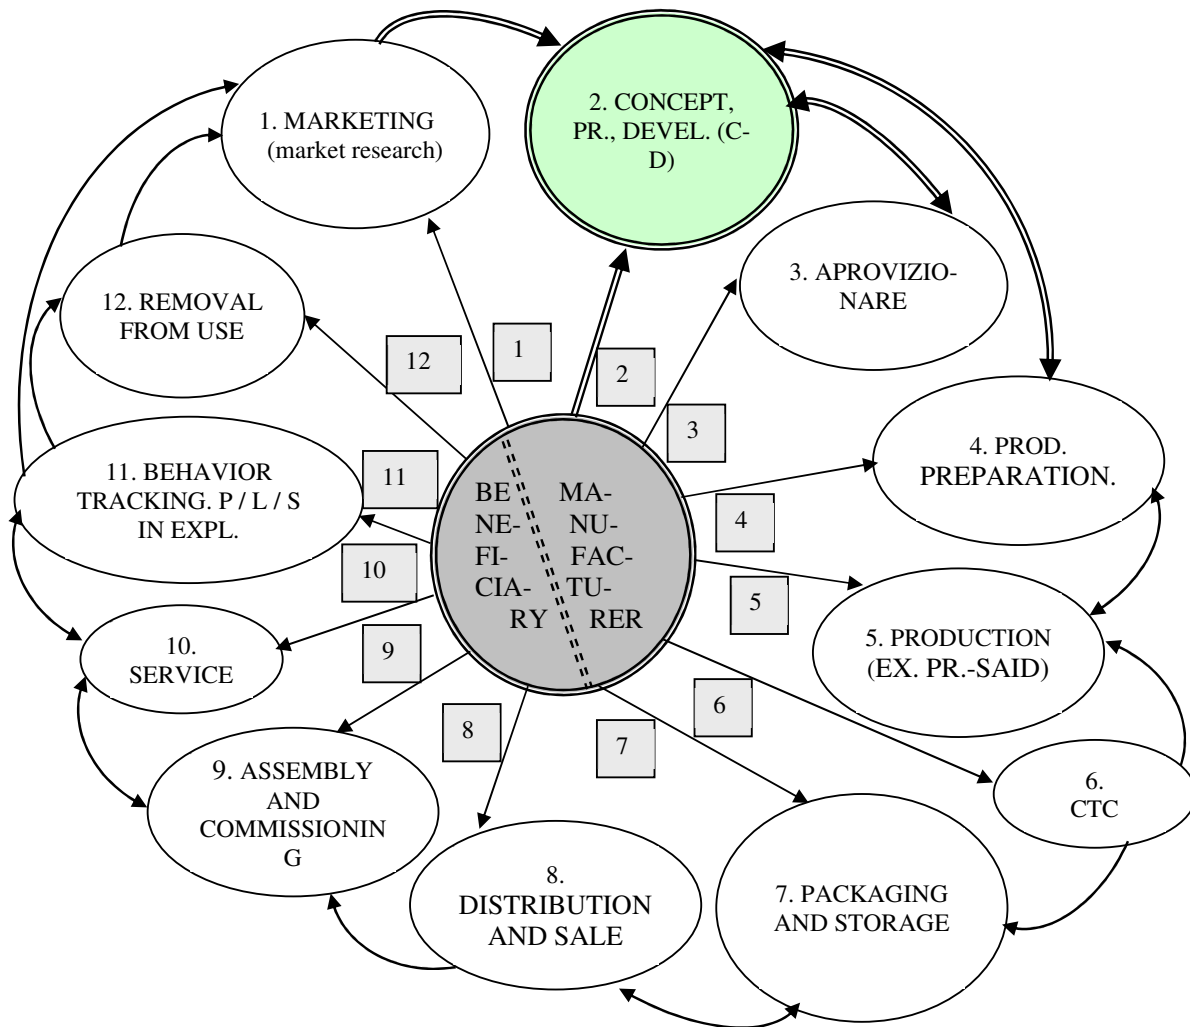 1. MARKETING
(market research)
2. CONCEPT,
PR., DEVEL. (C-
D)
3. APROVIZIO-
NARE
4. PROD.
PREPARATION.
5. PRODUCTION
(EX. PR.-SAID)
6.
CTC
7. PACKAGING
AND STORAGE
8.
DISTRIBUTION
AND SALE
9. ASSEMBLY
AND
COMMISSIONIN
G
10.
SERVICE
11. BEHAVIOR
TRACKING. P / L / S
IN EXPL.
12. REMOVAL
FROM USE
1
2
3
4
5
6
7
8
9
10
11
12
BE
NE-
FI-
CIA-
RY
MA-
NU-
FAC-
TU-
RER